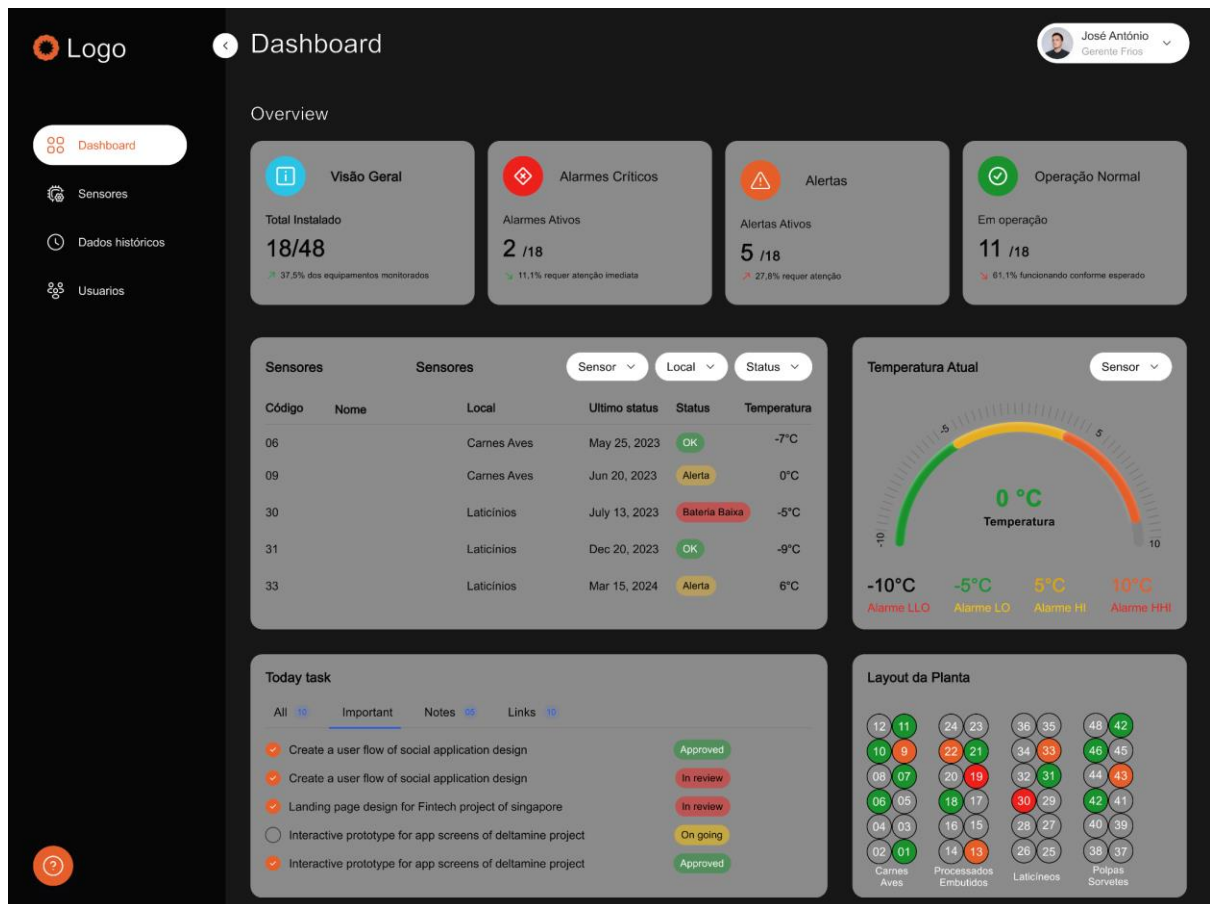 Logo
Dashboard
José António
Gerente Frios
Dashboard
Sensores
Dados históricos
Usuarios
Overview
Visão Geral
Total Instalado
18/48
37,5% dos equipamentos monitorados
Alarmes Críticos
Alarmes Ativos
2 /18
11,1% requer atenção imediata
Alertas
Alertas Ativos
5 /18
27,8% requer atenção
Operação Normal
Em operação
11 /18
61,1% funcionando conforme esperado
Sensores Sensores Sensor Local Status
Código Nome Local Ultimo status Status Temperatura
06 Carnes Aves May 25, 2023 OK -7°C
09 Carnes Aves Jun 20, 2023 Alerta 0°C
30 Laticínios July 13, 2023 Bateria Baixa -5°C
31 Laticínios Dec 20, 2023 OK -9°C
33 Laticínios Mar 15, 2024 Alerta 6°C
Temperatura Atual Sensor
-5 5
0 °C
Temperatura
-10 10
-10°C -5°C 5°C 10°C
Alarme LLO Alarme LO Alarme HI Alarme HHI
Today task
All 10 Important Notes 05 Links 10
Create a user flow of social application design Approved
Create a user flow of social application design In review
Landing page design for Fintech project of singapore In review
Interactive prototype for app screens of deltamine project On going
Interactive prototype for app screens of deltamine project Approved
Layout da Planta
12 11 24 23 36 35 48 42
10 9 22 21 34 33 46 45
08 07 20 19 32 31 44 43
06 05 18 17 30 29 42 41
04 03 16 15 28 27 40 39
02 01 14 13 26 25 38 37
Carnes Aves
Processados Embutidos
Laticíneos
Polpas Sorvetes